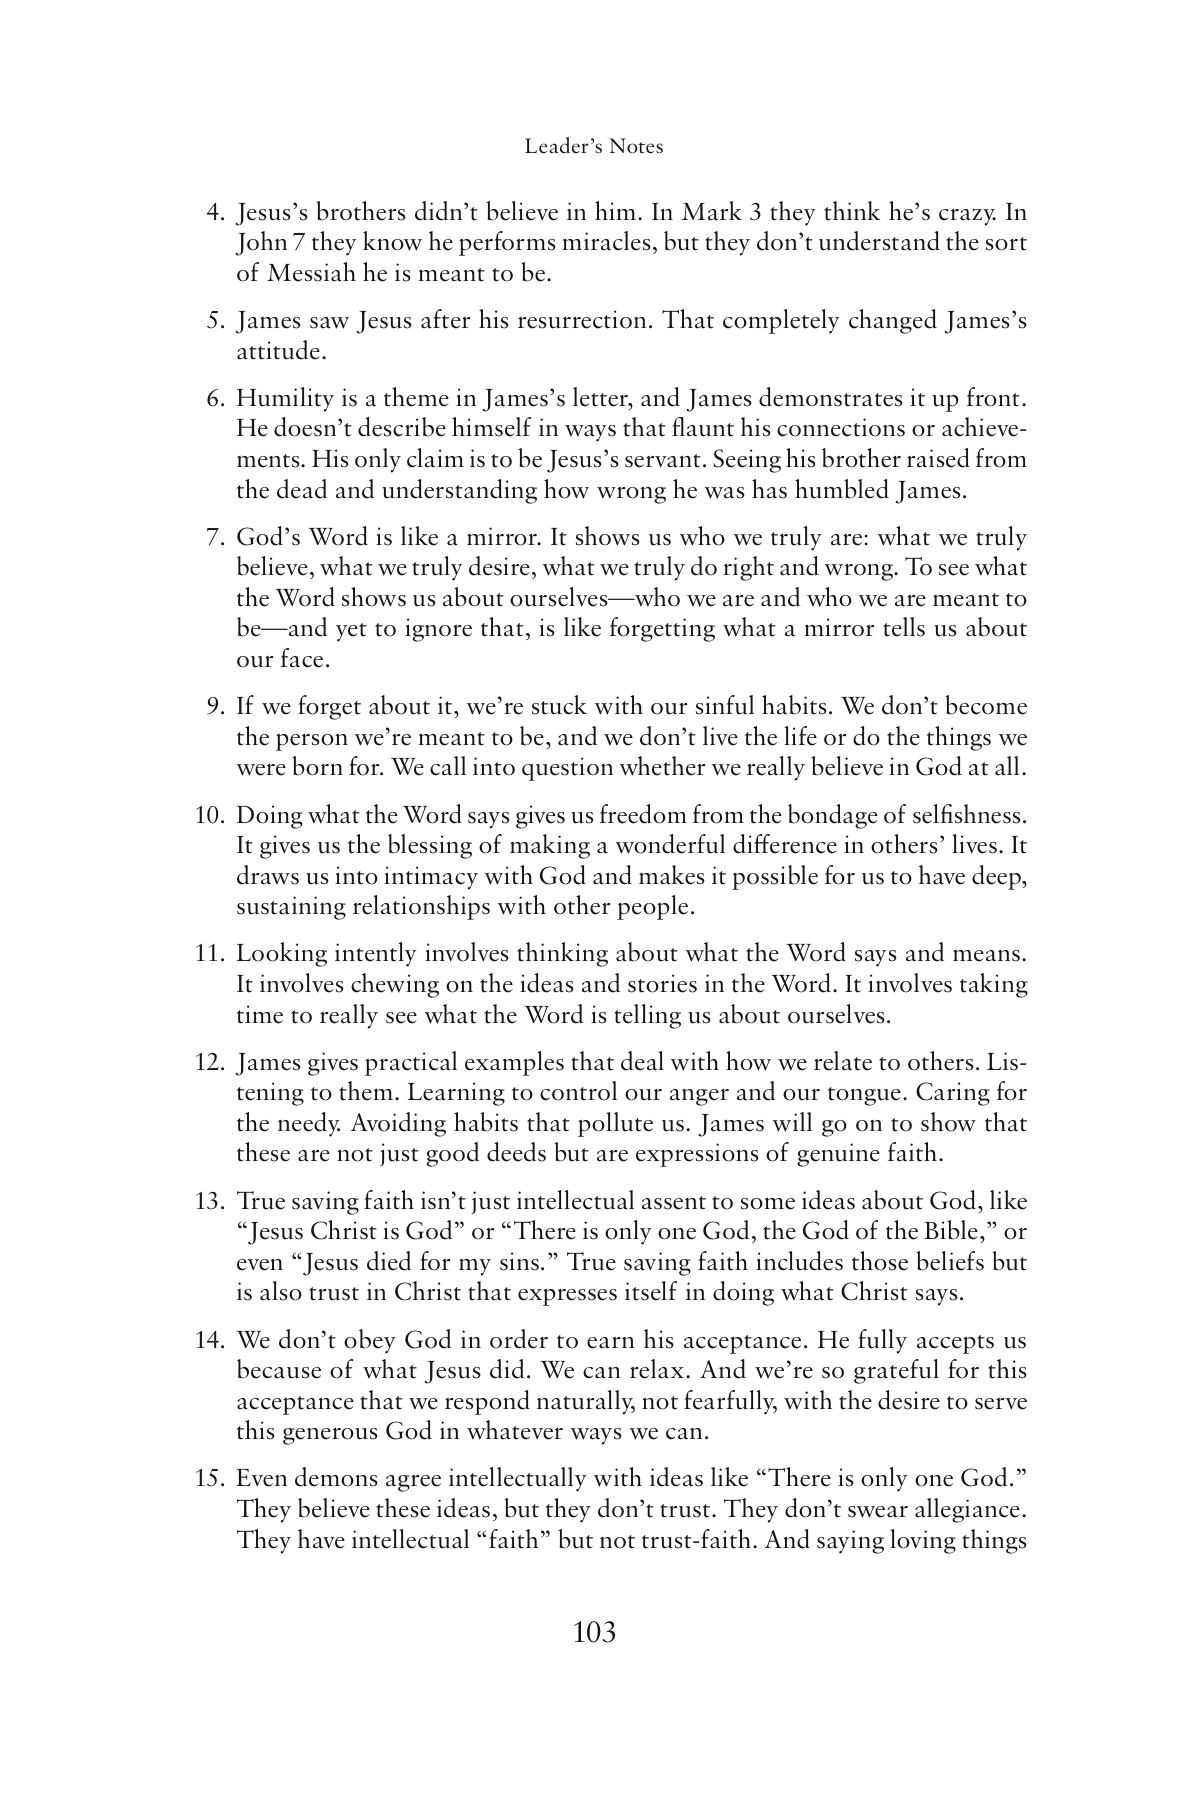 Leader’s Notes
4. Jesus’s brothers didn’t believe in him. In Mark 3 they think he’s crazy. In
John 7 they know he performs miracles, but they don’t understand the sort
of Messiah he is meant to be.
5. James saw Jesus after his resurrection. That completely changed James’s
attitude.
6. Humility is a theme in James’s letter, and James demonstrates it up front.
He doesn’t describe himself in ways that flaunt his connections or achieve-
ments. His only claim is to be Jesus’s servant. Seeing his brother raised from
the dead and understanding how wrong he was has humbled James.
7. God’s Word is like a mirror. It shows us who we truly are: what we truly
believe, what we truly desire, what we truly do right and wrong. To see what
the Word shows us about ourselves—who we are and who we are meant to
be—and yet to ignore that, is like forgetting what a mirror tells us about
our face.
9. If we forget about it, we’re stuck with our sinful habits. We don’t become
the person we’re meant to be, and we don’t live the life or do the things we
were born for. We call into question whether we really believe in God at all.
10. Doing what the Word says gives us freedom from the bondage of selfishness.
It gives us the blessing of making a wonderful difference in others’ lives. It
draws us into intimacy with God and makes it possible for us to have deep,
sustaining relationships with other people.
11. Looking intently involves thinking about what the Word says and means.
It involves chewing on the ideas and stories in the Word. It involves taking
time to really see what the Word is telling us about ourselves.
12. James gives practical examples that deal with how we relate to others. Lis-
tening to them. Learning to control our anger and our tongue. Caring for
the needy. Avoiding habits that pollute us. James will go on to show that
these are not just good deeds but are expressions of genuine faith.
13. True saving faith isn’t just intellectual assent to some ideas about God, like
“Jesus Christ is God” or “There is only one God, the God of the Bible,” or
even “Jesus died for my sins.” True saving faith includes those beliefs but
is also trust in Christ that expresses itself in doing what Christ says.
14. We don’t obey God in order to earn his acceptance. He fully accepts us
because of what Jesus did. We can relax. And we’re so grateful for this
acceptance that we respond naturally, not fearfully, with the desire to serve
this generous God in whatever ways we can.
15. Even demons agree intellectually with ideas like “There is only one God.”
They believe these ideas, but they don’t trust. They don’t swear allegiance.
They have intellectual “faith” but not trust-faith. And saying loving things
103